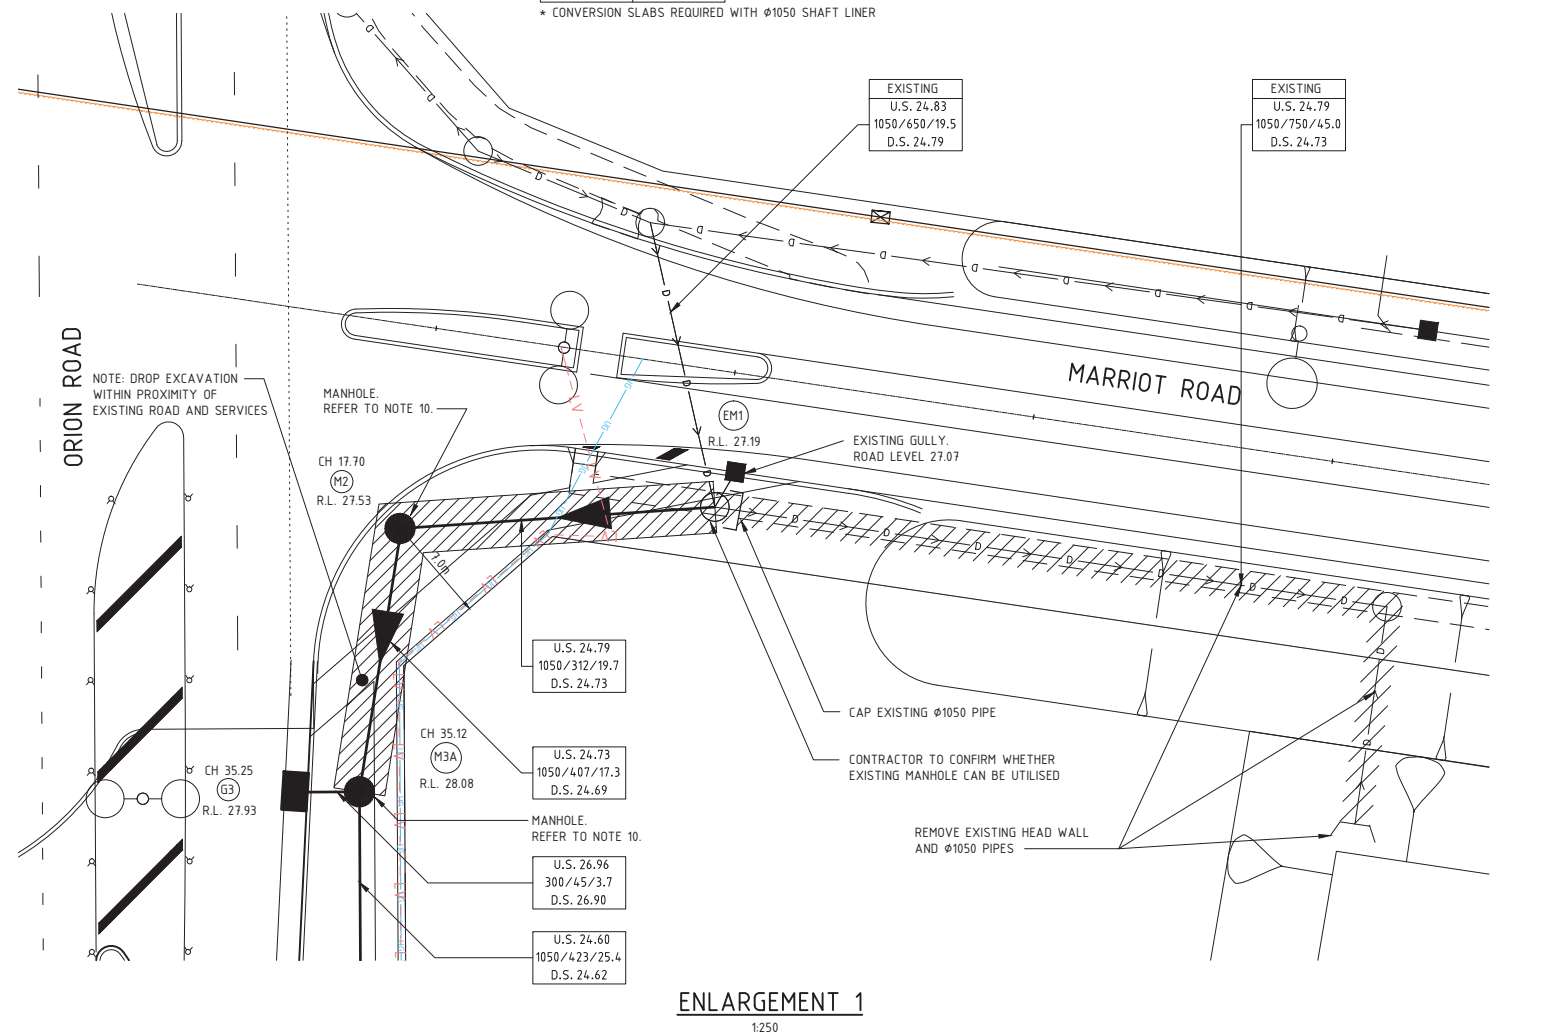 * CONVERSION SLABS REQUIRED WITH Ø1050 SHAFT LINER
EXISTING
U.S. 24.83
1050/650/19.5
D.S. 24.79
EXISTING
U.S. 24.79
1050/750/45.0
D.S. 24.73
ORION ROAD
MARRIOT ROAD
NOTE: DROP EXCAVATION
WITHIN PROXIMITY OF
EXISTING ROAD AND SERVICES
MANHOLE.
REFER TO NOTE 10.
EM1
R.L. 27.19
EXISTING GULLY.
ROAD LEVEL 27.07
CH 17.70
M2
R.L. 27.53
7.0m
U.S. 24.79
1050/312/19.7
D.S. 24.73
CAP EXISTING Ø1050 PIPE
CONTRACTOR TO CONFIRM WHETHER
EXISTING MANHOLE CAN BE UTILISED
CH 35.12
M3A
R.L. 28.08
U.S. 24.73
1050/407/17.3
D.S. 24.69
CH 35.25
G3
R.L. 27.93
MANHOLE.
REFER TO NOTE 10.
REMOVE EXISTING HEAD WALL
AND Ø1050 PIPES
U.S. 26.96
300/45/3.7
D.S. 26.90
U.S. 24.60
1050/423/25.4
D.S. 24.62
ENLARGEMENT 1
1:250